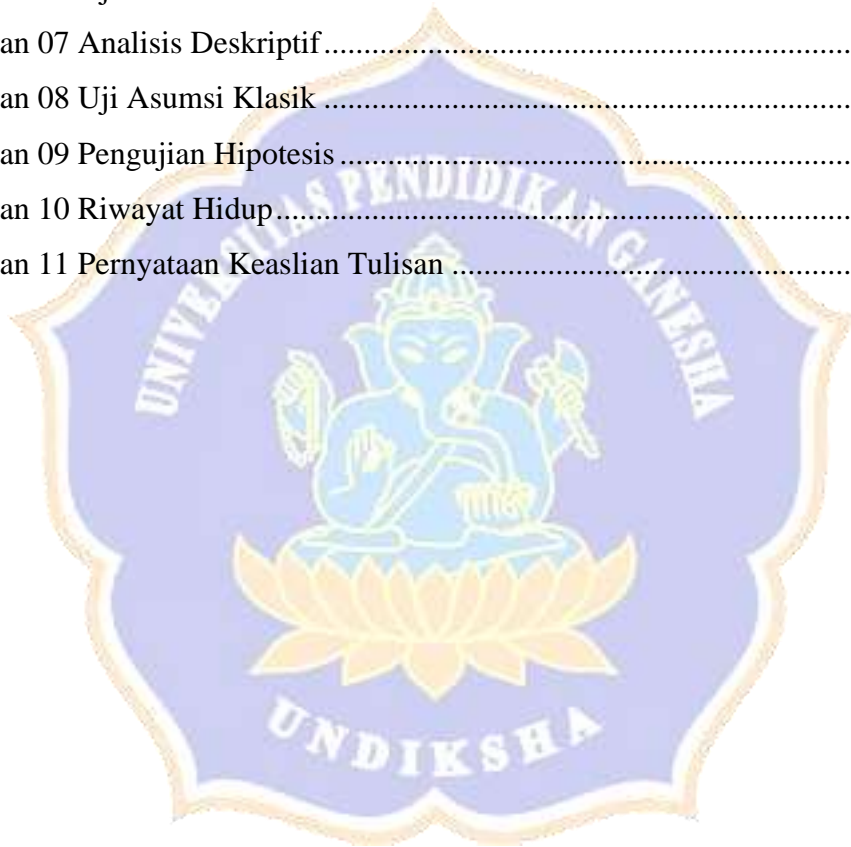 an 07 Analisis Deskriptif...................................................................
an 08 Uji Asumsi Klasik ...................................................................
an 09 Pengujian Hipotesis.................................................................
an 10 Riwayat Hidup.........................................................................
an 11 Pernyataan Keaslian Tulisan ...................................................
UNIVERSITAS PENDIDIKAN GANESHA
UNDIKSHA